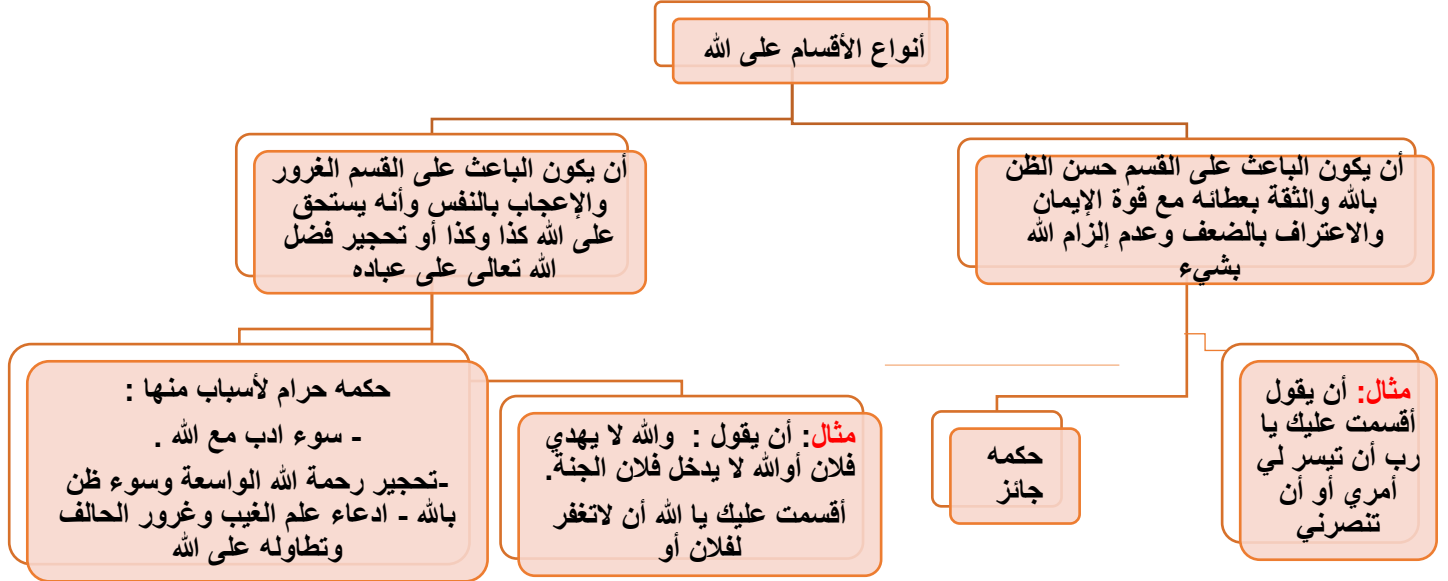 أنواع الأقسام على الله
أن يكون الباعث على القسم حسن الظن
بالله والثقة بعطائه مع قوة الإيمان
والاعتراف بالضعف وعدم إلزام الله
بشيء
مثال: أن يقول
أقسمت عليك يا
رب أن تيسر لي
أمري أو أن
تنصرني
حكمه
جائز
أن يكون الباعث على القسم الغرور
والإعجاب بالنفس وأنه يستحق
على الله كذا وكذا أو تحجير فضل
الله تعالى على عباده
مثال: أن يقول : والله لا يهدي
فلان أوالله لا يدخل فلان الجنة.
أقسمت عليك يا الله أن لاتغفر
لفلان أو
حكمه حرام لأسباب منها :
- سوء ادب مع الله .
-تحجير رحمة الله الواسعة وسوء ظن
بالله - ادعاء علم الغيب وغرور الحالف
وتطاوله على الله